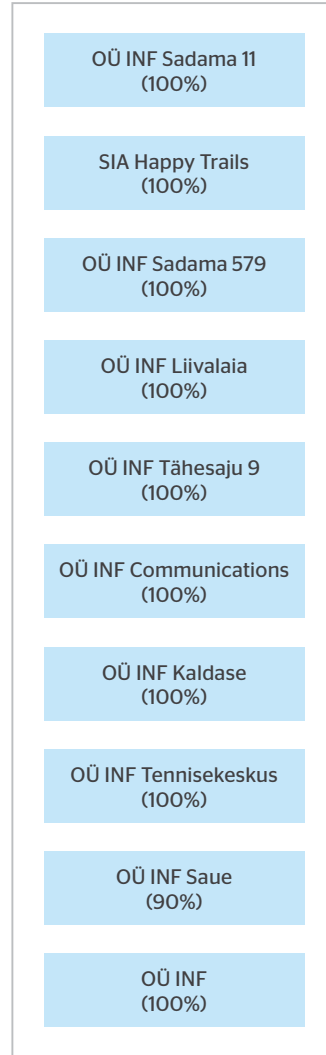 OÜ INF Sadama 11
(100%)
SIA Happy Trails
(100%)
OÜ INF Sadama 579
(100%)
OÜ INF Liivalaia
(100%)
OÜ INF Tähesaju 9
(100%)
OÜ INF Communications
(100%)
OÜ INF Kaldase
(100%)
OÜ INF Tennisekeskus
(100%)
OÜ INF Saue
(90%)
OÜ INF
(100%)